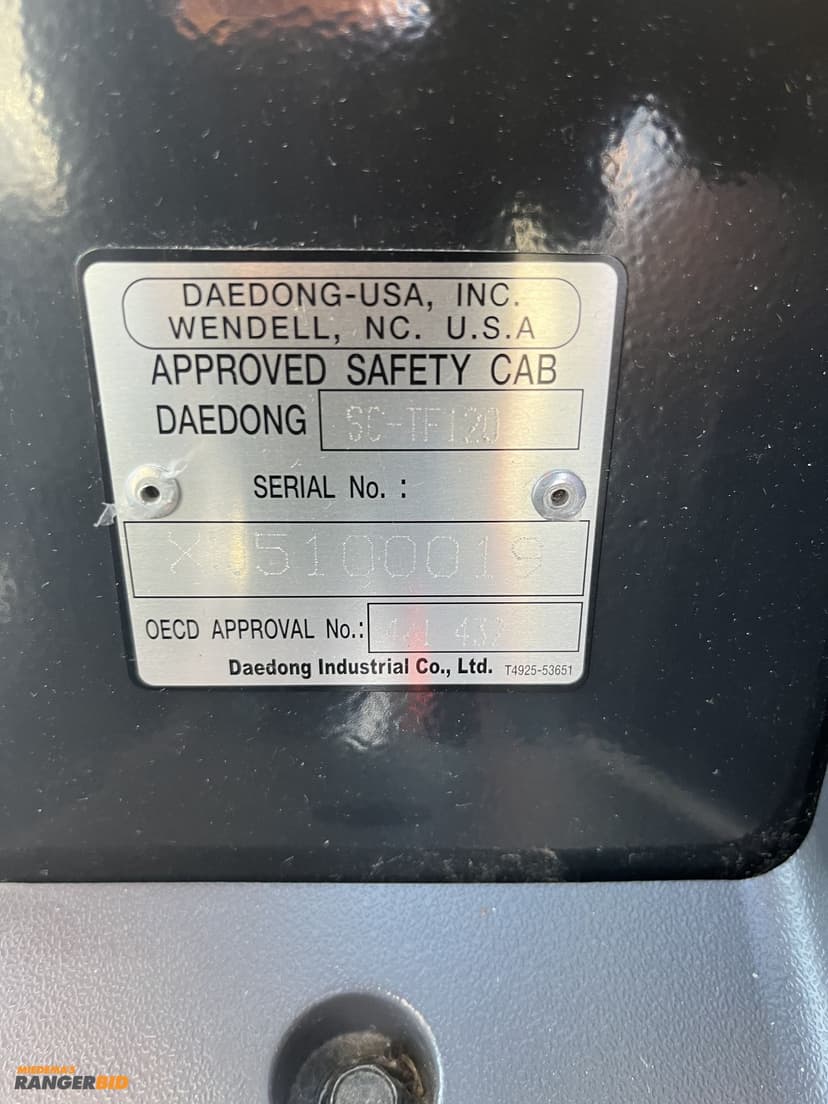 DAEDONG-USA, INC.
WENDELL, NC. U.S.A
APPROVED SAFETY CAB
DAEDONG SC-TF120
SERIAL No. :
OECD APPROVAL No.:
Daedong Industrial Co., Ltd. T4925-53651
MIEDEMA'S
RANGERBID